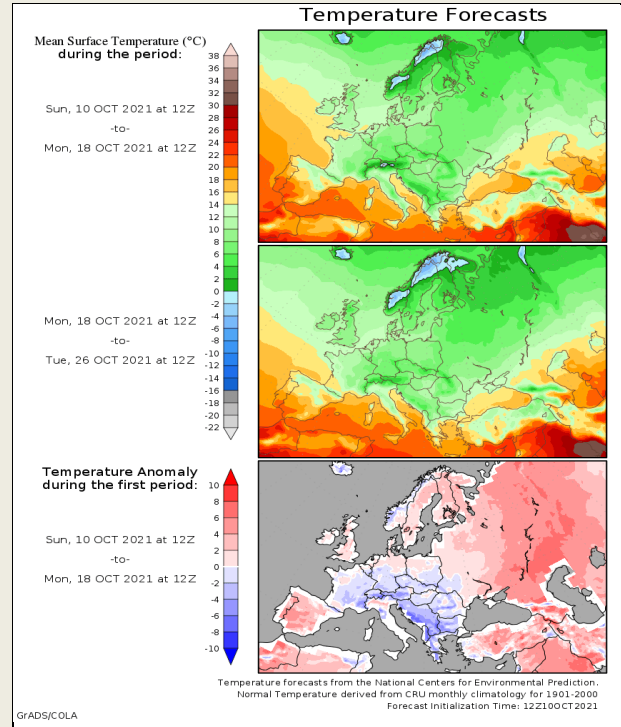 Temperature Forecasts
Mean Surface Temperature (°C)
during the period:
Sun, 10 OCT 2021 at 12Z
-to-
Mon, 18 OCT 2021 at 12Z
38
36
34
32
30
28
26
24
22
20
18
16
14
12
10
8
6
4
2
0
-2
-4
-6
-8
-10
-12
-14
-16
-18
-20
-22
Mon, 18 OCT 2021 at 12Z
-to-
Tue, 26 OCT 2021 at 12Z
Temperature Anomaly
during the first period:
Sun, 10 OCT 2021 at 12Z
-to-
Mon, 18 OCT 2021 at 12Z
10
8
6
4
2
0
-2
-4
-6
-8
-10
Temperature forecasts from the National Centers for Environmental Prediction.
Normal Temperature derived from CRU monthly climatology for 1901-2000
Forecast Initialization Time: 12Z10OCT2021
GrADS/COLA